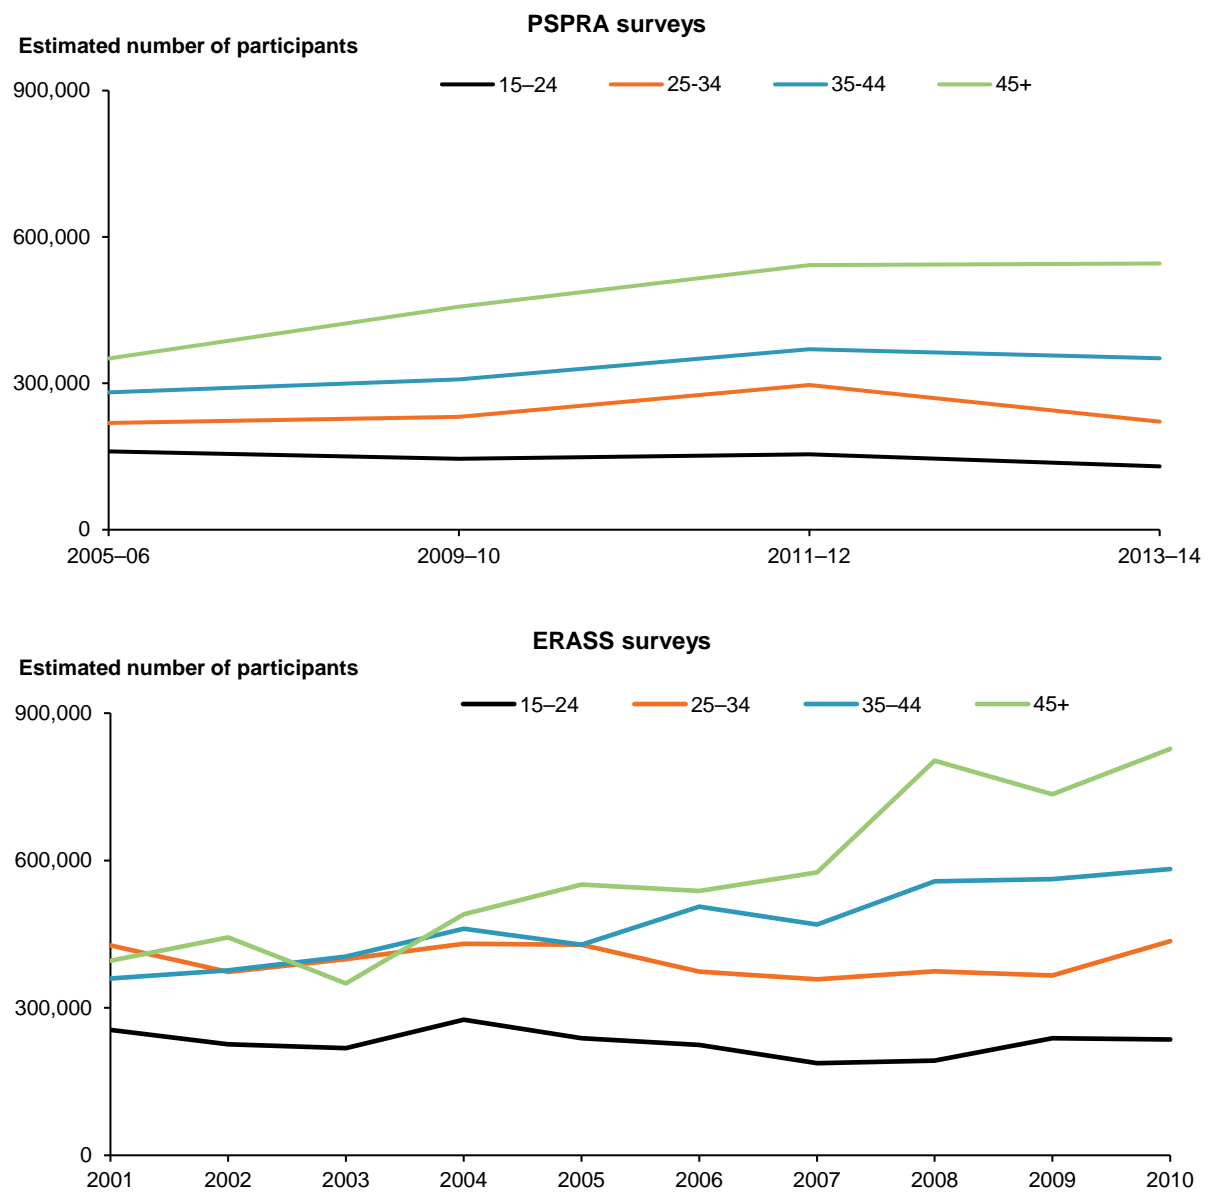 PSPRA surveys
Estimated number of participants
15–24 25-34 35-44 45+
900,000
600,000
300,000
0
2005–06 2009–10 2011–12 2013–14
ERASS surveys
Estimated number of participants
15–24 25–34 35–44 45+
900,000
600,000
300,000
0
2001 2002 2003 2004 2005 2006 2007 2008 2009 2010